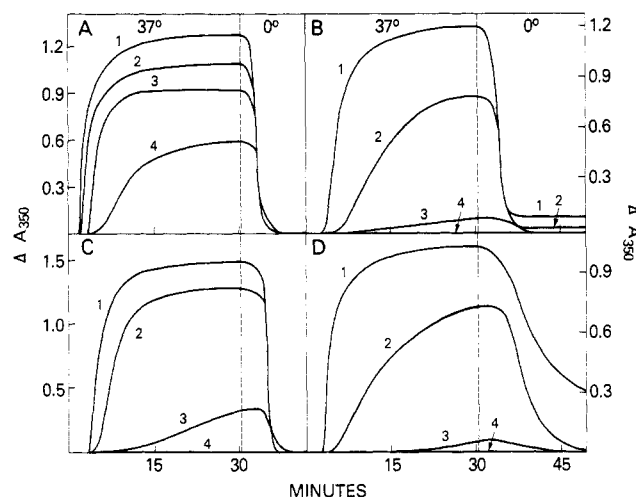 A 37° 0° B 37° 0°
1.2 1 1 1.2
2
0.9 3 0.9
2
0.6 4 0.6
0.3 0.3
3 4 1 2
Δ A350 Δ A350
C D
1.5 1
1 0.9
2
1.0 2 0.6
0.5 3 0.3
4 3 4
15 30 15 30 45
MINUTES